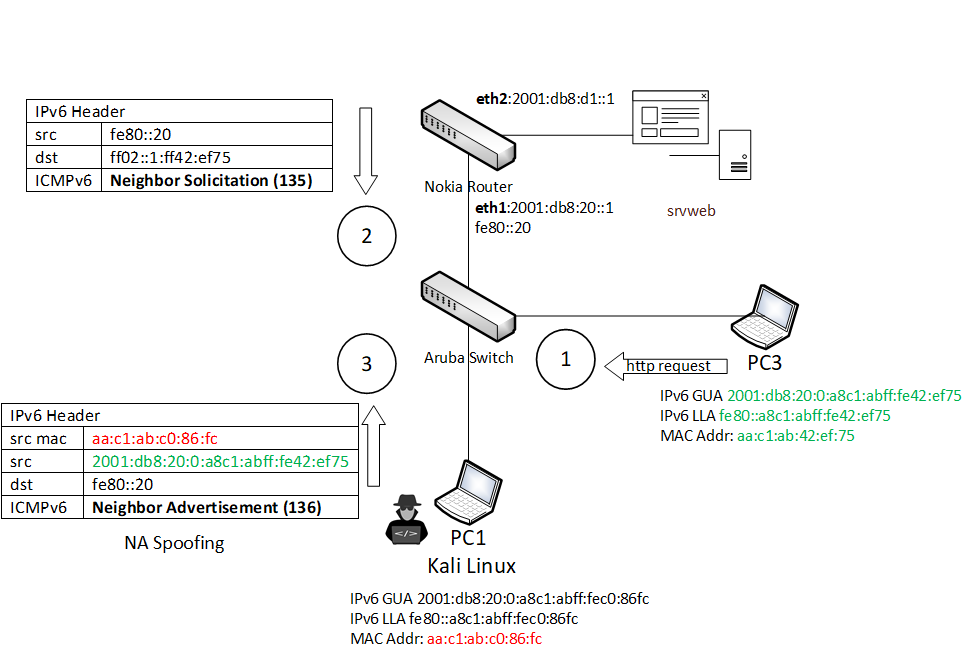 eth2:2001:db8:d1::1
IPv6 Header
src fe80::20
dst ff02::1:ff42:ef75
ICMPv6 Neighbor Solicitation (135)
Nokia Router
eth1:2001:db8:20::1
fe80::20
srvweb
2
Aruba Switch
3
1
http request
PC3
IPv6 GUA 2001:db8:20:0:a8c1:abff:fe42:ef75
IPv6 LLA fe80::a8c1:abff:fe42:ef75
MAC Addr: aa:c1:ab:42:ef:75
IPv6 Header
src mac aa:c1:ab:c0:86:fc
src 2001:db8:20:0:a8c1:abff:fe42:ef75
dst fe80::20
ICMPv6 Neighbor Advertisement (136)
NA Spoofing
</>
PC1
Kali Linux
IPv6 GUA 2001:db8:20:0:a8c1:abff:fec0:86fc
IPv6 LLA fe80::a8c1:abff:fec0:86fc
MAC Addr: aa:c1:ab:c0:86:fc